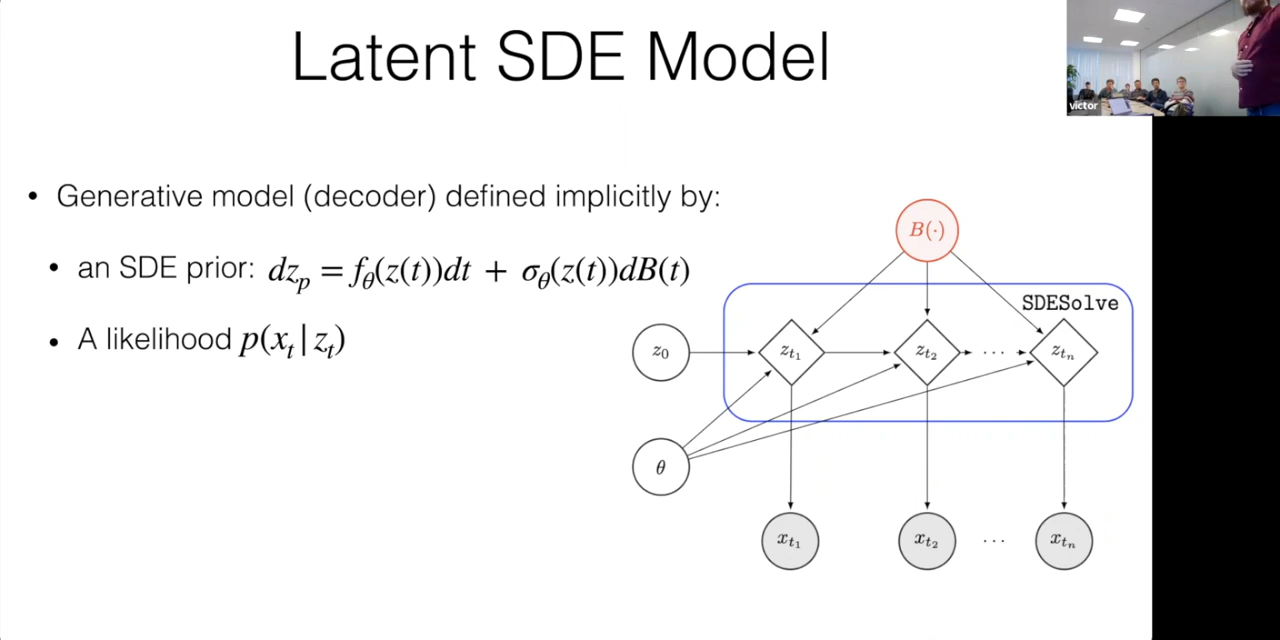 Latent SDE Model
victor
• Generative model (decoder) defined implicitly by:
• an SDE prior: dz_p = f_θ(z(t))dt + σ_θ(z(t))dB(t)
• A likelihood p(x_t | z_t)
B(·)
SDESolve
z_0
z_{t_1}
z_{t_2}
···
z_{t_n}
θ
x_{t_1}
x_{t_2}
···
x_{t_n}